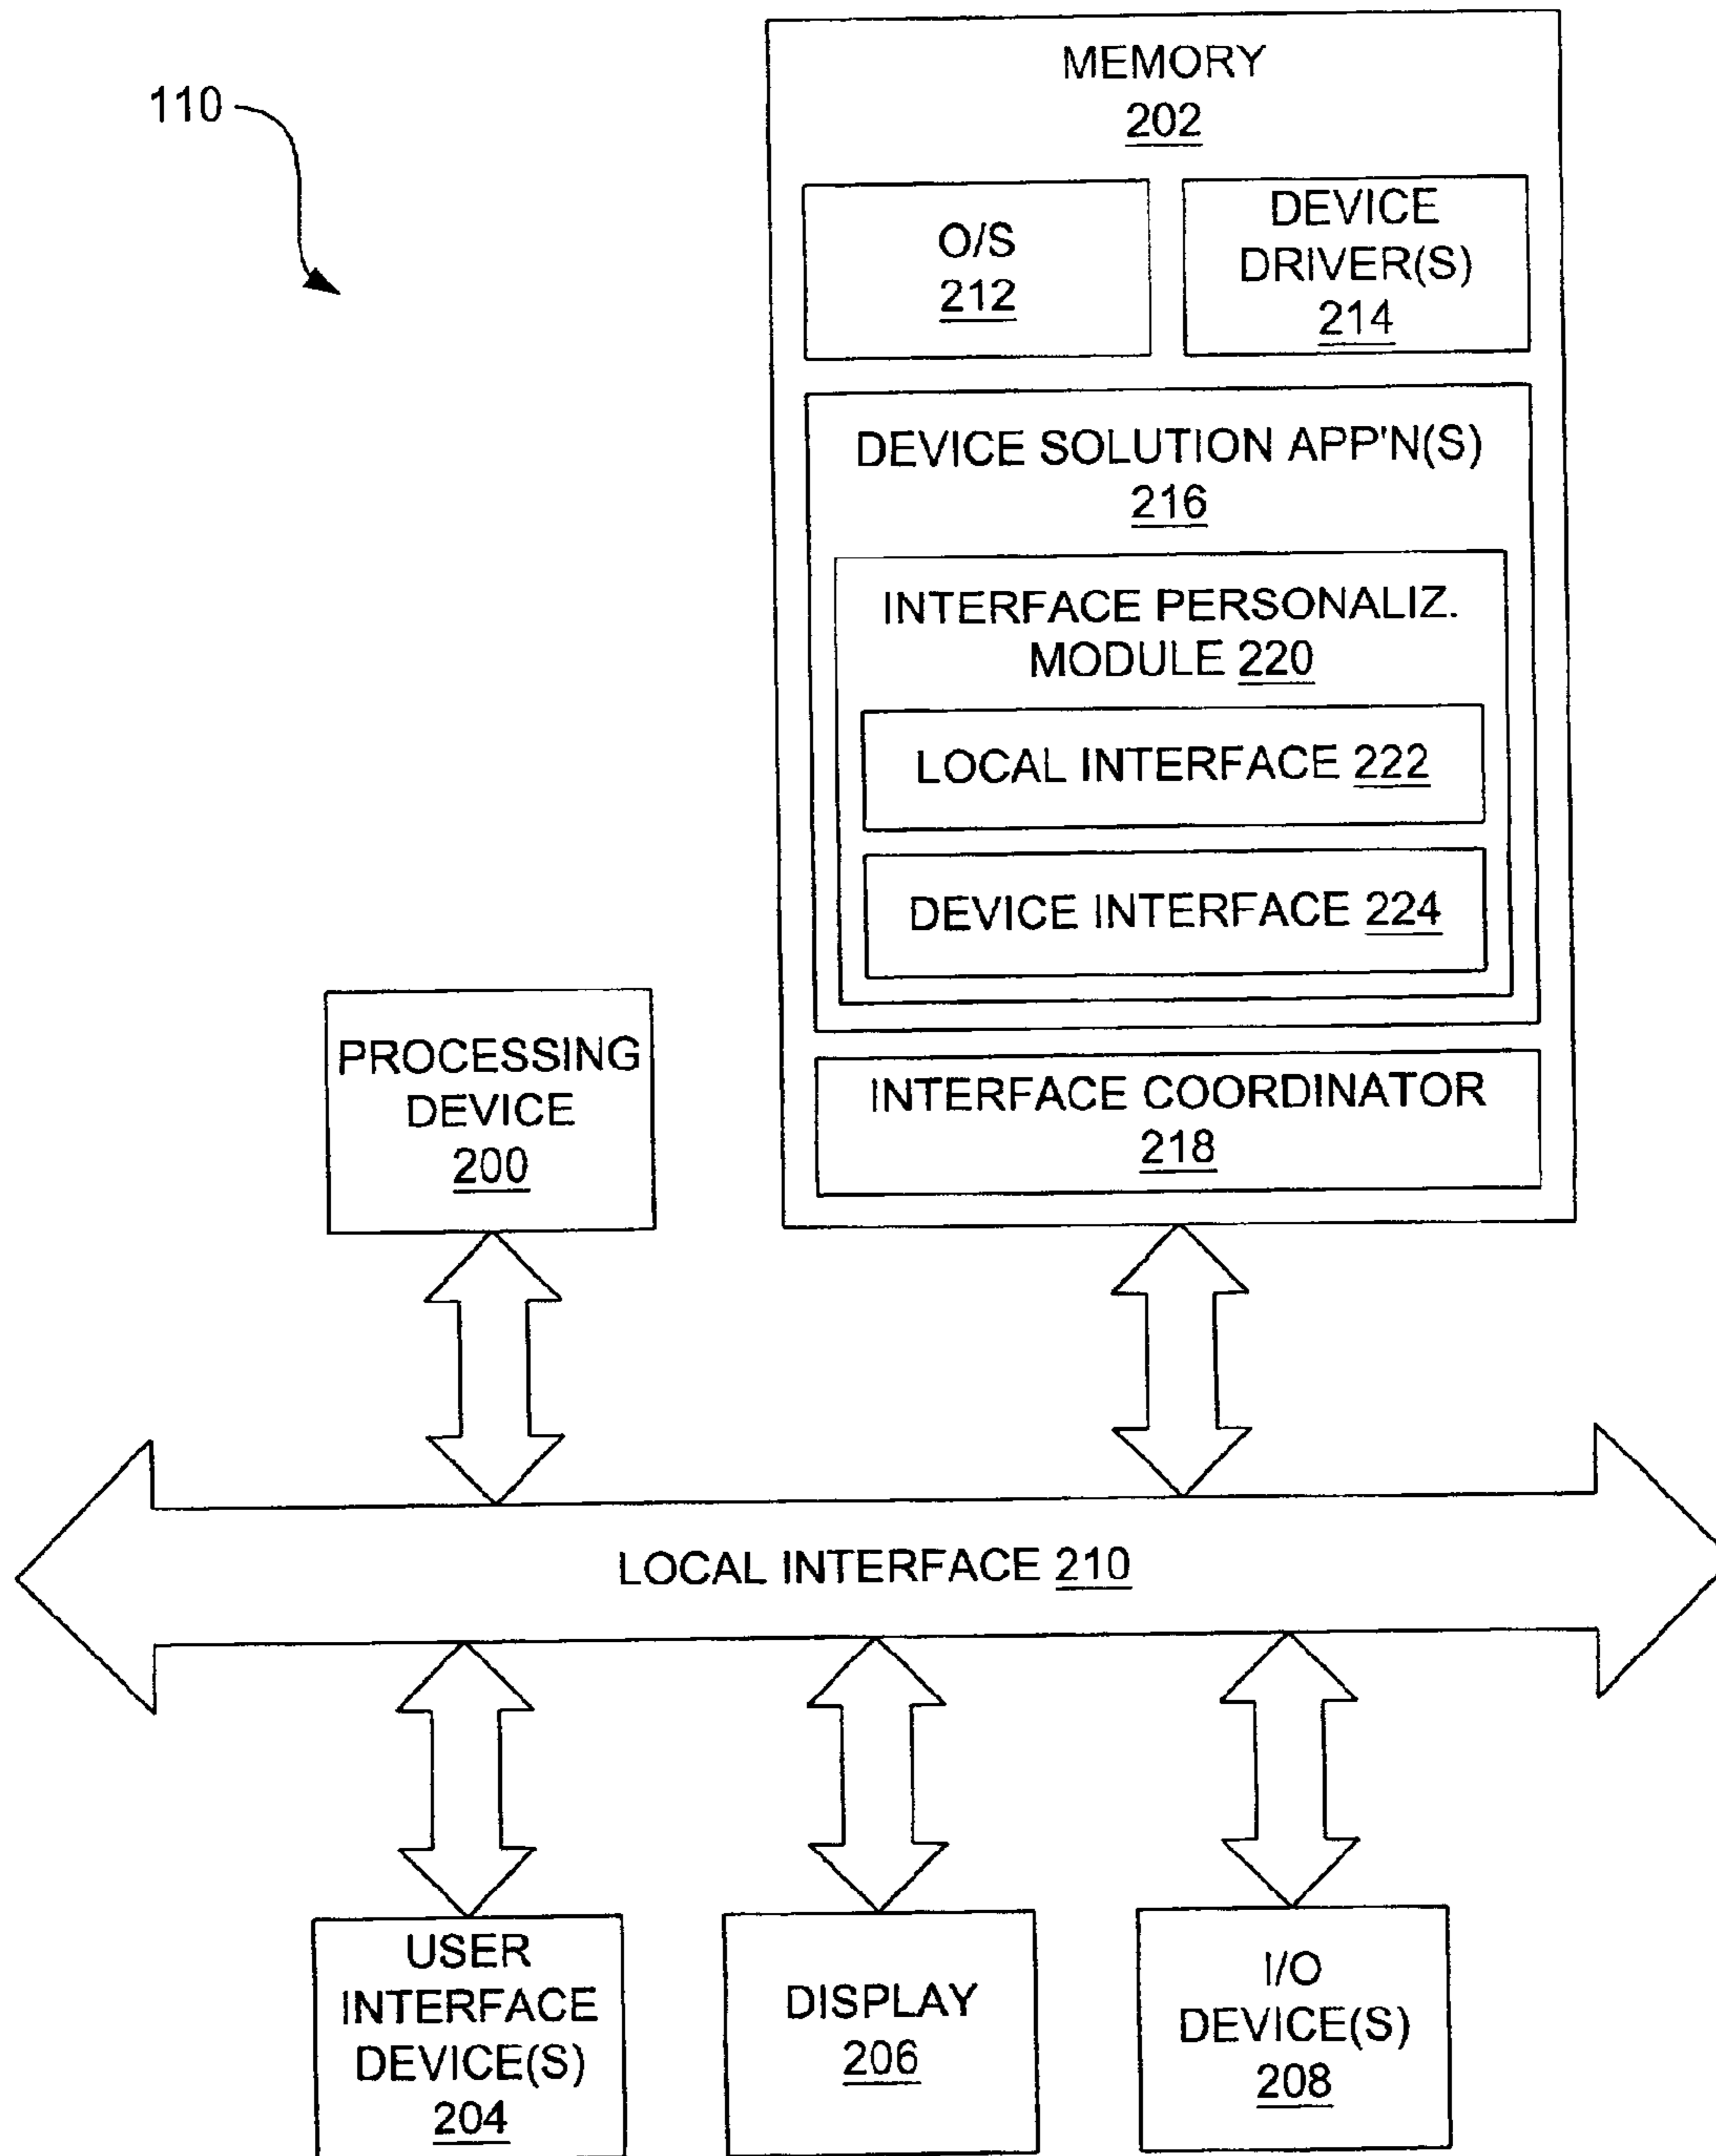 110
MEMORY
202
O/S
212
DEVICE
DRIVER(S)
214
DEVICE SOLUTION APP'N(S)
216
INTERFACE PERSONALIZ.
MODULE 220
LOCAL INTERFACE 222
DEVICE INTERFACE 224
INTERFACE COORDINATOR
218
PROCESSING
DEVICE
200
LOCAL INTERFACE 210
USER
INTERFACE
DEVICE(S)
204
DISPLAY
206
I/O
DEVICE(S)
208